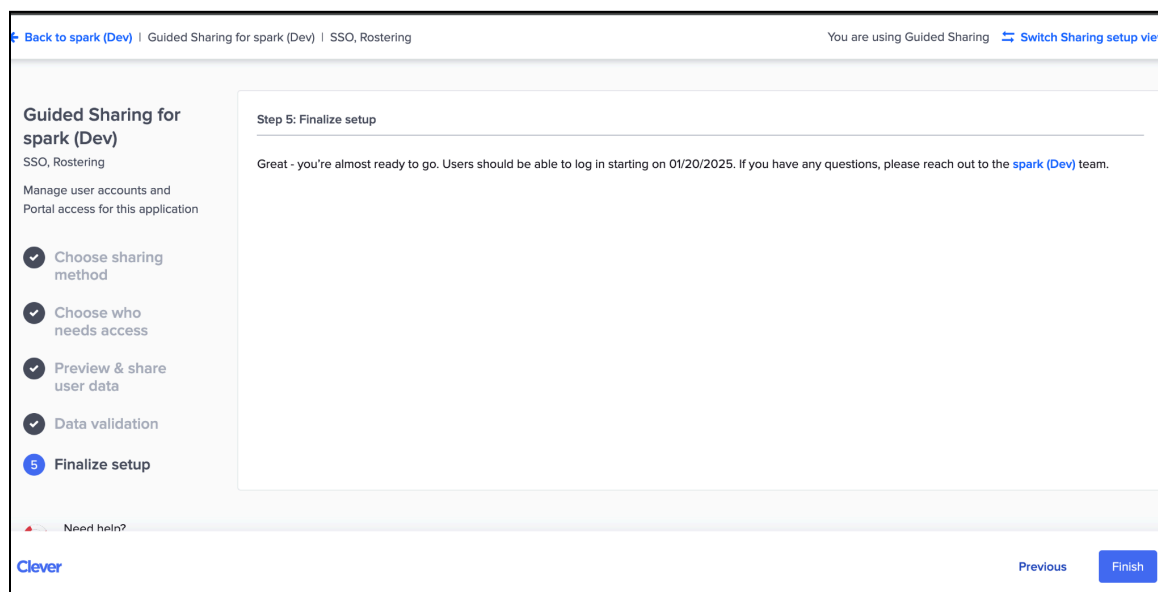 Back to spark (Dev) | Guided Sharing for spark (Dev) | SSO, Rostering
You are using Guided Sharing Switch Sharing setup vie
Guided Sharing for
spark (Dev)
SSO, Rostering
Manage user accounts and
Portal access for this application
Choose sharing
method
Choose who
needs access
Preview & share
user data
Data validation
5 Finalize setup
Need help?
Step 5: Finalize setup
Great - you're almost ready to go. Users should be able to log in starting on 01/20/2025. If you have any questions, please reach out to the spark (Dev) team.
Clever
Previous
Finish